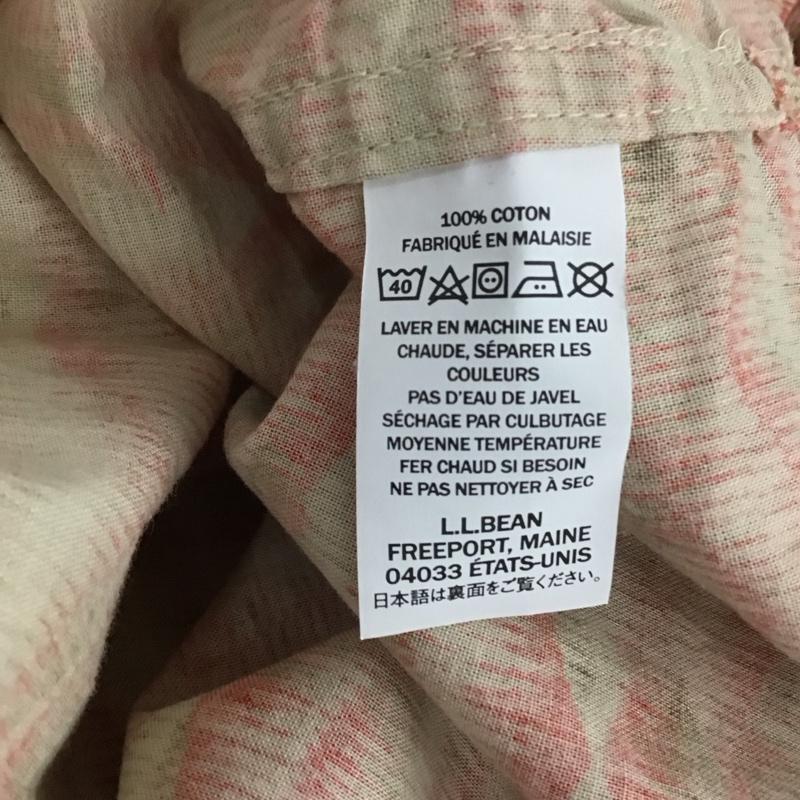 100% COTON
FABRIQUÉ EN MALAISIE
40
LAVER EN MACHINE EN EAU
CHAUDE, SÉPARER LES
COULEURS
PAS D'EAU DE JAVEL
SÉCHAGE PAR CULBUTAGE
MOYENNE TEMPÉRATURE
FER CHAUD SI BESOIN
NE PAS NETTOYER À SEC
L.L.BEAN
FREEPORT, MAINE
04033 ÉTATS-UNIS
日本語は裏面をご覧ください。